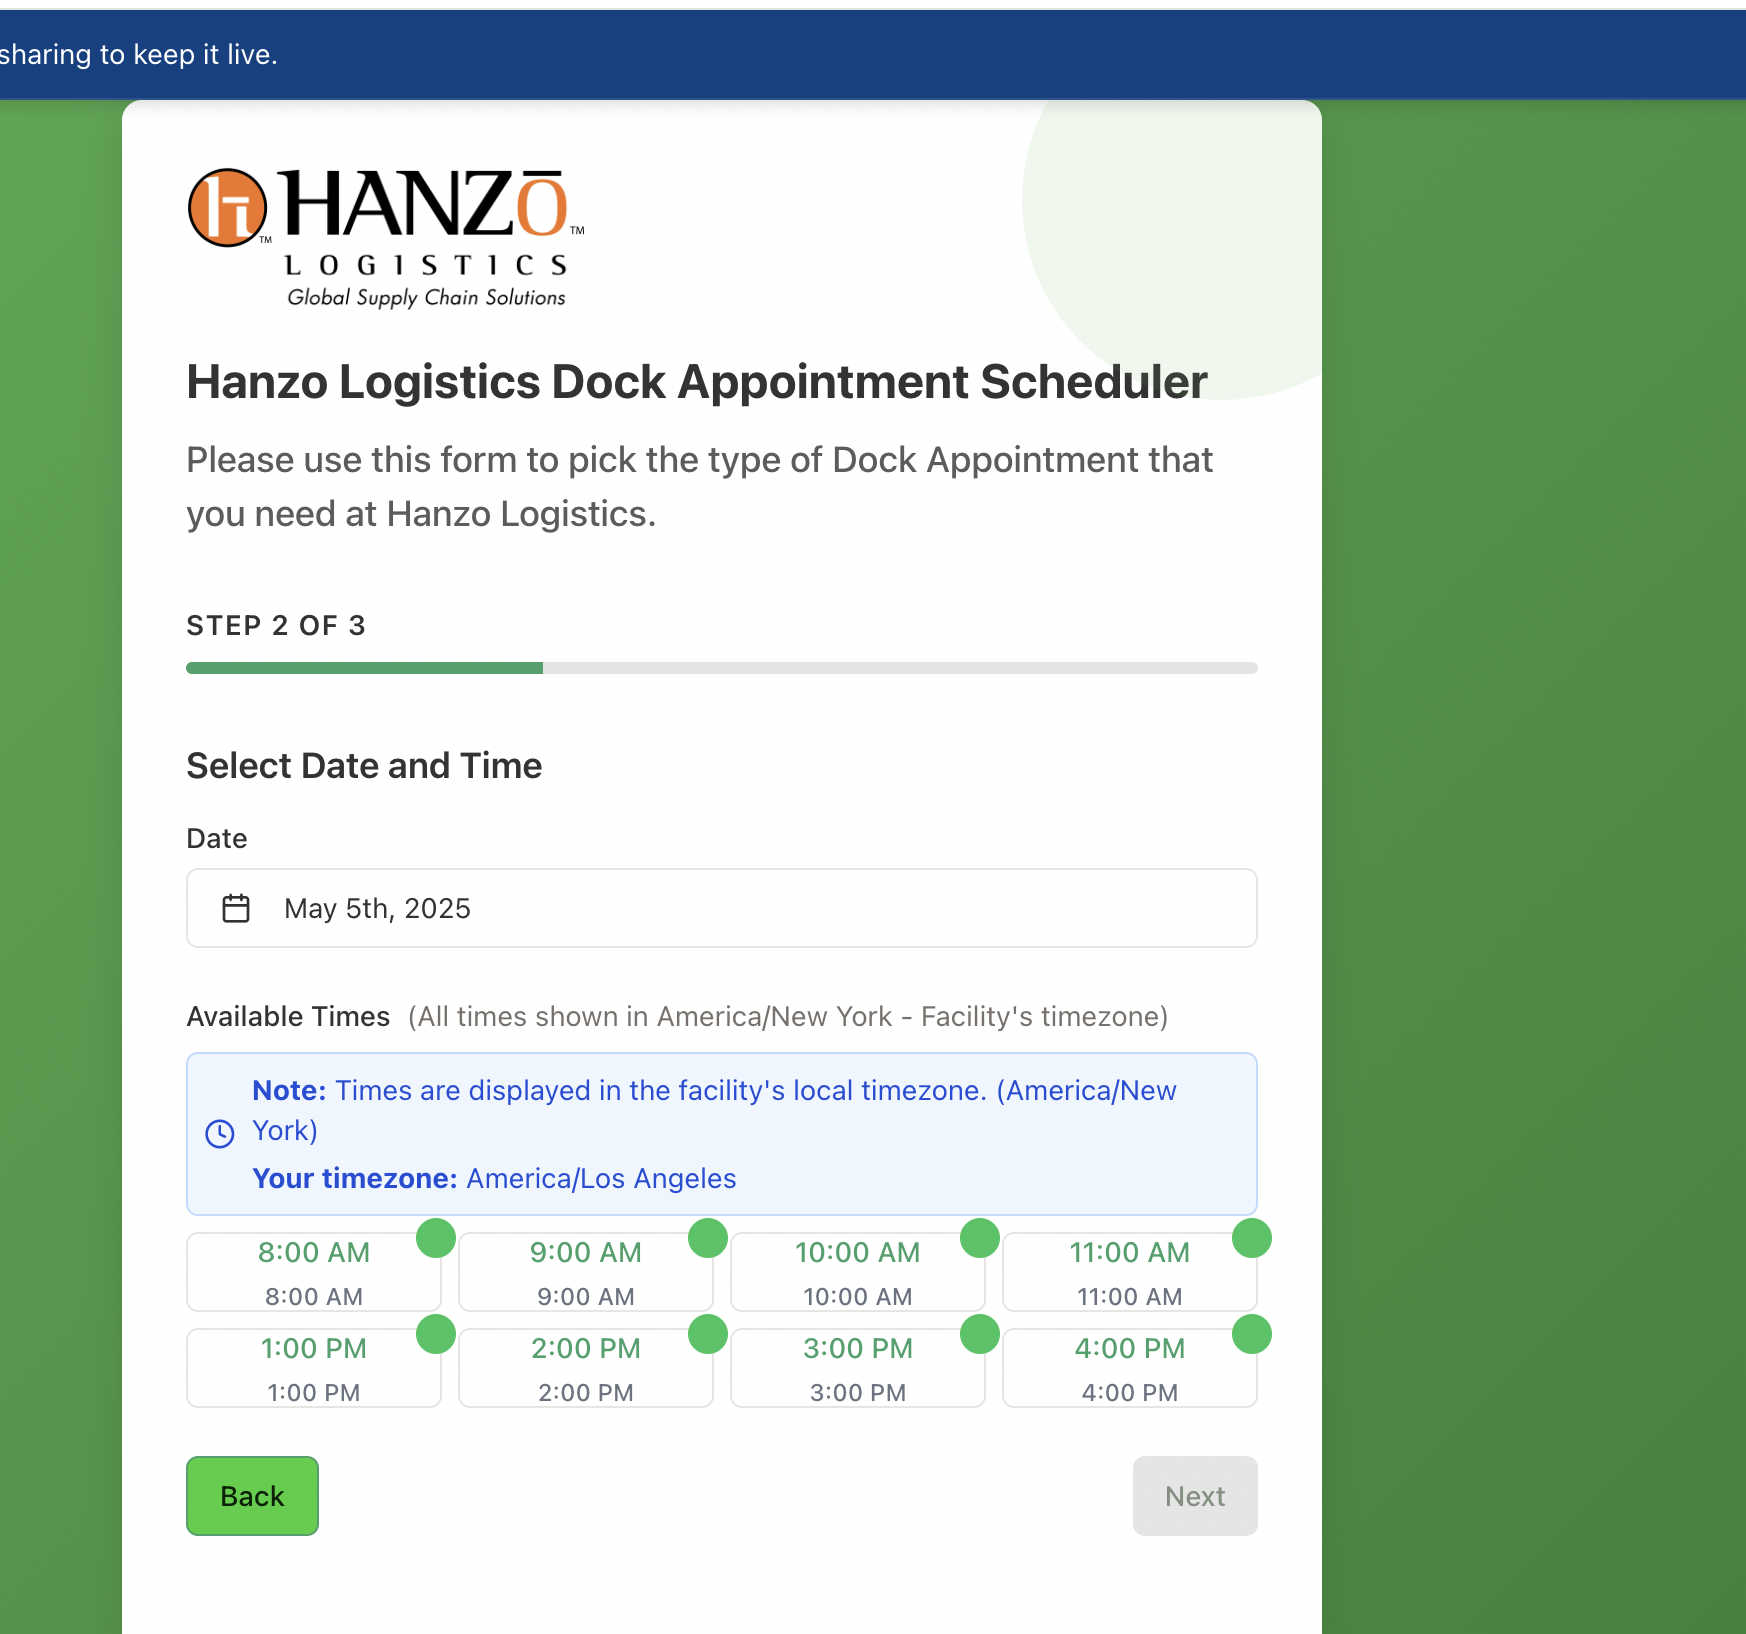 sharing to keep it live.
h™ HANZŌ™
LOGISTICS
Global Supply Chain Solutions
Hanzo Logistics Dock Appointment Scheduler
Please use this form to pick the type of Dock Appointment that
you need at Hanzo Logistics.
STEP 2 OF 3
Select Date and Time
Date
May 5th, 2025
Available Times (All times shown in America/New York - Facility's timezone)
Note: Times are displayed in the facility's local timezone. (America/New
York)
Your timezone: America/Los Angeles
8:00 AM 9:00 AM 10:00 AM 11:00 AM
8:00 AM 9:00 AM 10:00 AM 11:00 AM
1:00 PM 2:00 PM 3:00 PM 4:00 PM
1:00 PM 2:00 PM 3:00 PM 4:00 PM
Back Next